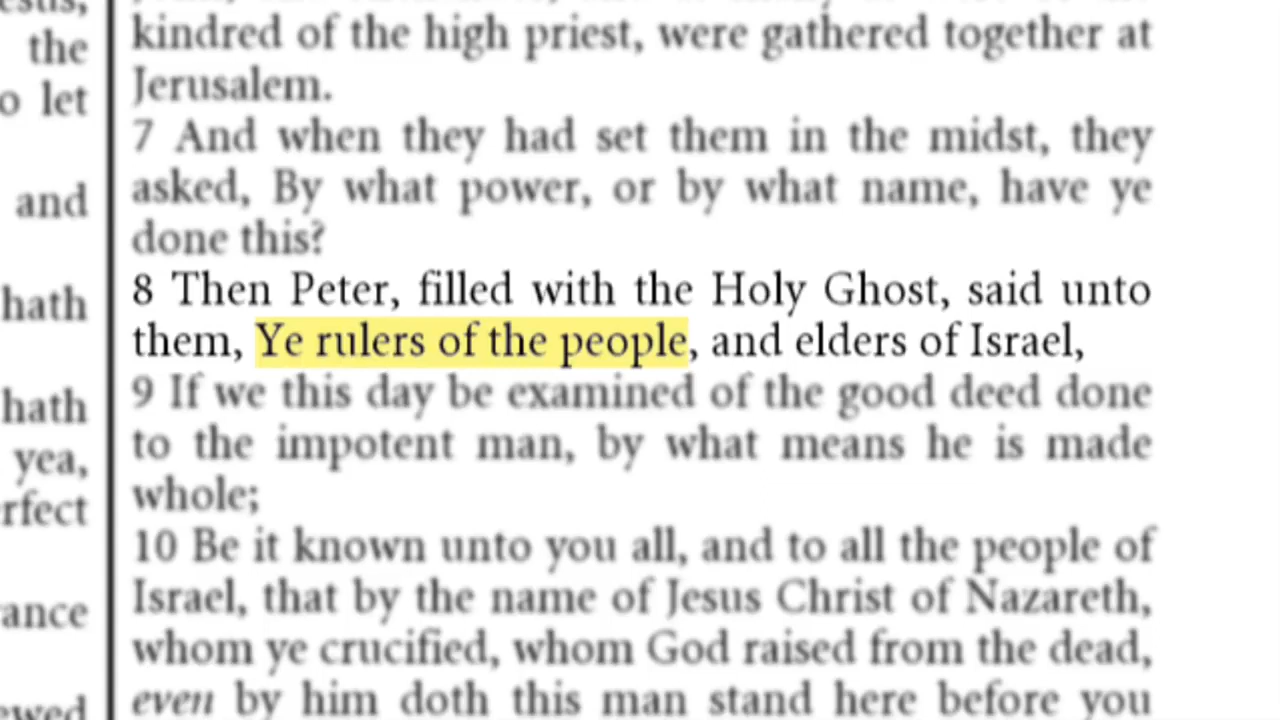 the
o let
and
hath
hath
yea,
rfect
ance
ewed
kindred of the high priest, were gathered together at
Jerusalem.
7 And when they had set them in the midst, they
asked, By what power, or by what name, have ye
done this?
8 Then Peter, filled with the Holy Ghost, said unto
them, Ye rulers of the people, and elders of Israel,
9 If we this day be examined of the good deed done
to the impotent man, by what means he is made
whole;
10 Be it known unto you all, and to all the people of
Israel, that by the name of Jesus Christ of Nazareth,
whom ye crucified, whom God raised from the dead,
even by him doth this man stand here before you